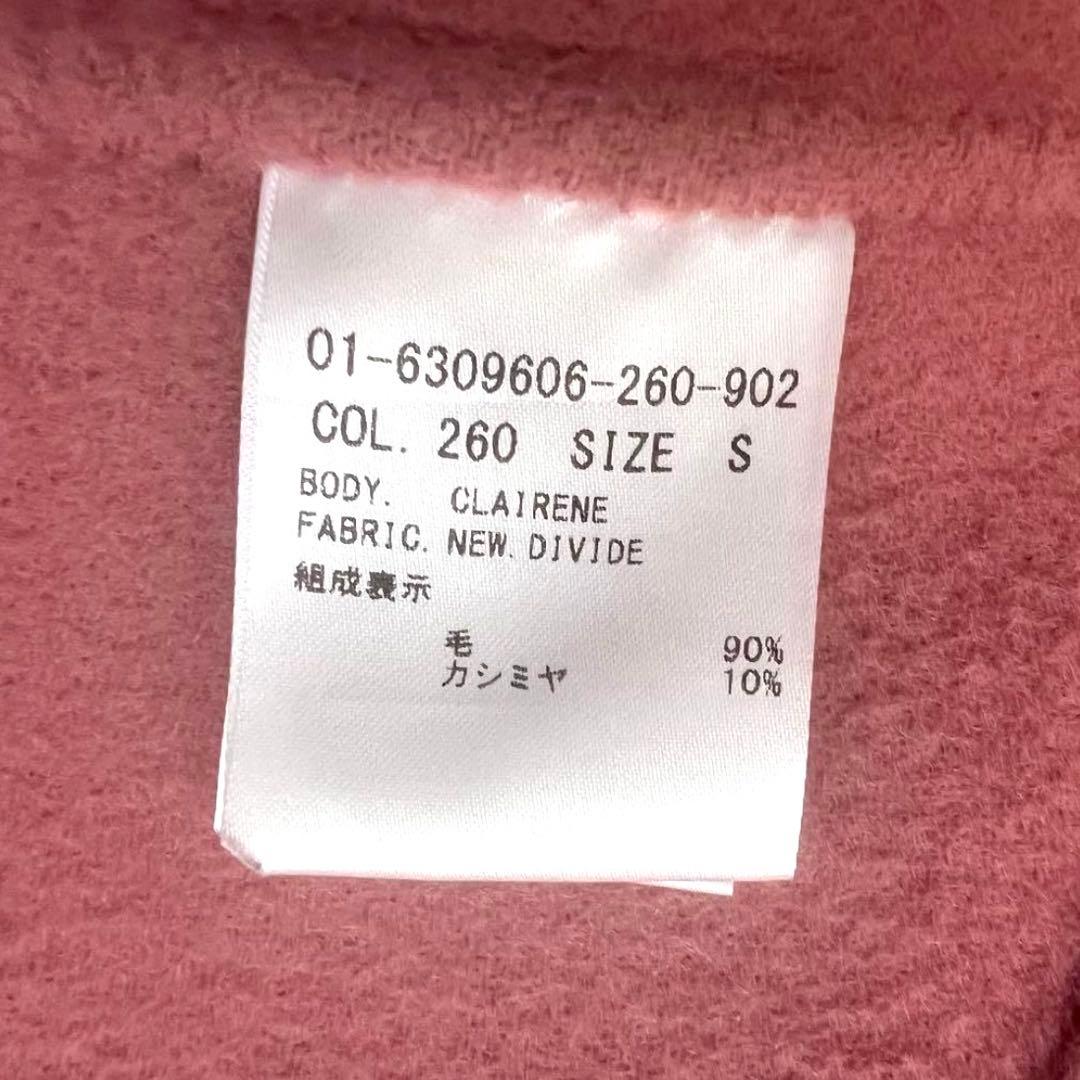 01-6309606-260-902
COL. 260 SIZE S
BODY. CLAIRENE
FABRIC. NEW. DIVIDE
組成表示
毛 90%
カシミヤ 10%